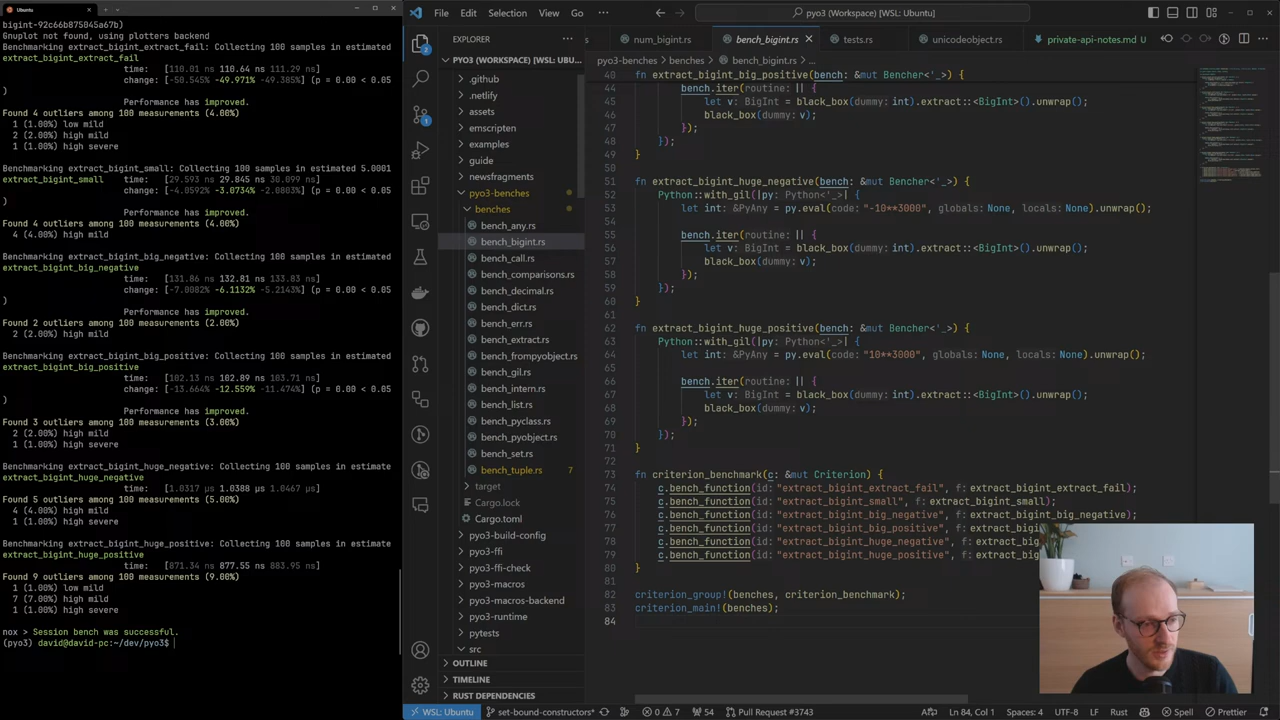 Ubuntu
bigint-92c66b875045a67b)
Gnuplot not found, using plotters backend
Benchmarking extract_bigint_extract_fail: Collecting 100 samples in estimated
extract_bigint_extract_fail
time: [110.01 ns 110.64 ns 111.29 ns]
change: [-50.545% -49.971% -49.385%] (p = 0.00 < 0.05
)
Performance has improved.
Found 4 outliers among 100 measurements (4.00%)
1 (1.00%) low mild
2 (2.00%) high mild
1 (1.00%) high severe
Benchmarking extract_bigint_small: Collecting 100 samples in estimated 5.0001
extract_bigint_small
time: [29.593 ns 29.845 ns 30.099 ns]
change: [-4.0592% -3.0734% -2.0803%] (p = 0.00 < 0.05
)
Performance has improved.
Found 4 outliers among 100 measurements (4.00%)
4 (4.00%) high mild
Benchmarking extract_bigint_big_negative: Collecting 100 samples in estimated
extract_bigint_big_negative
time: [131.86 ns 132.81 ns 133.83 ns]
change: [-7.0082% -6.1132% -5.2143%] (p = 0.00 < 0.05
)
Performance has improved.
Found 2 outliers among 100 measurements (2.00%)
2 (2.00%) high mild
Benchmarking extract_bigint_big_positive: Collecting 100 samples in estimated
extract_bigint_big_positive
time: [102.13 ns 102.89 ns 103.71 ns]
change: [-13.664% -12.559% -11.474%] (p = 0.00 < 0.05
)
Performance has improved.
Found 3 outliers among 100 measurements (3.00%)
2 (2.00%) high mild
1 (1.00%) high severe
Benchmarking extract_bigint_huge_negative: Collecting 100 samples in estimate
extract_bigint_huge_negative
time: [1.0317 µs 1.0388 µs 1.0467 µs]
Found 5 outliers among 100 measurements (5.00%)
4 (4.00%) high mild
1 (1.00%) high severe
Benchmarking extract_bigint_huge_positive: Collecting 100 samples in estimate
extract_bigint_huge_positive
time: [871.34 ns 877.55 ns 883.95 ns]
Found 9 outliers among 100 measurements (9.00%)
1 (1.00%) low mild
7 (7.00%) high mild
1 (1.00%) high severe
nox > Session bench was successful.
(pyo3) david@david-pc:~/dev/pyo3$
File Edit Selection View Go
pyo3 (Workspace) [WSL: Ubuntu]
EXPLORER
PYO3 (WORKSPACE) [WSL: UBUNTU]
.github
.netlify
assets
emscripten
examples
guide
newsfragments
pyo3-benches
benches
bench_any.rs
bench_bigint.rs
bench_call.rs
bench_comparisons.rs
bench_decimal.rs
bench_dict.rs
bench_err.rs
bench_extract.rs
bench_frompyobject.rs
bench_gil.rs
bench_intern.rs
bench_list.rs
bench_pyclass.rs
bench_pyobject.rs
bench_set.rs
bench_tuple.rs 7
target
Cargo.lock
Cargo.toml
pyo3-build-config
pyo3-ffi
pyo3-ffi-check
pyo3-macros
pyo3-macros-backend
pyo3-runtime
pytests
src
OUTLINE
TIMELINE
RUST DEPENDENCIES
num_bigint.rs bench_bigint.rs tests.rs unicodeobject.rs private-api-notes.md U
pyo3-benches > benches > bench_bigint.rs > ...
40 fn extract_bigint_big_positive(bench: &mut Bencher<'_>) {
44 bench.iter(routine: || {
45 let v: BigInt = black_box(dummy: int).extract::<BigInt>().unwrap();
46 black_box(dummy: v);
47 });
48 });
49 }
50
51 fn extract_bigint_huge_negative(bench: &mut Bencher<'_>) {
52 Python::with_gil(|py: Python<'_>| {
53 let int: &PyAny = py.eval(code: "-10**3000", globals: None, locals: None).unwrap();
54
55 bench.iter(routine: || {
56 let v: BigInt = black_box(dummy: int).extract::<BigInt>().unwrap();
57 black_box(dummy: v);
58 });
59 });
60 }
61
62 fn extract_bigint_huge_positive(bench: &mut Bencher<'_>) {
63 Python::with_gil(|py: Python<'_>| {
64 let int: &PyAny = py.eval(code: "10**3000", globals: None, locals: None).unwrap();
65
66 bench.iter(routine: || {
67 let v: BigInt = black_box(dummy: int).extract::<BigInt>().unwrap();
68 black_box(dummy: v);
69 });
70 });
71 }
72
73 fn criterion_benchmark(c: &mut Criterion) {
74 c.bench_function(id: "extract_bigint_extract_fail", f: extract_bigint_extract_fail);
75 c.bench_function(id: "extract_bigint_small", f: extract_bigint_small);
76 c.bench_function(id: "extract_bigint_big_negative", f: extract_bigint_big_negative);
77 c.bench_function(id: "extract_bigint_big_positive", f: extract_bigint_big
78 c.bench_function(id: "extract_bigint_huge_negative", f: extract_big
79 c.bench_function(id: "extract_bigint_huge_positive", f: extract_big
80 }
81
82 criterion_group!(benches, criterion_benchmark);
83 criterion_main!(benches);
84
WSL: Ubuntu set-bound-constructors* 0 7 54 Pull Request #3743 Ln 84, Col 1 Spaces: 4 UTF-8 LF Rust Spell Prettier